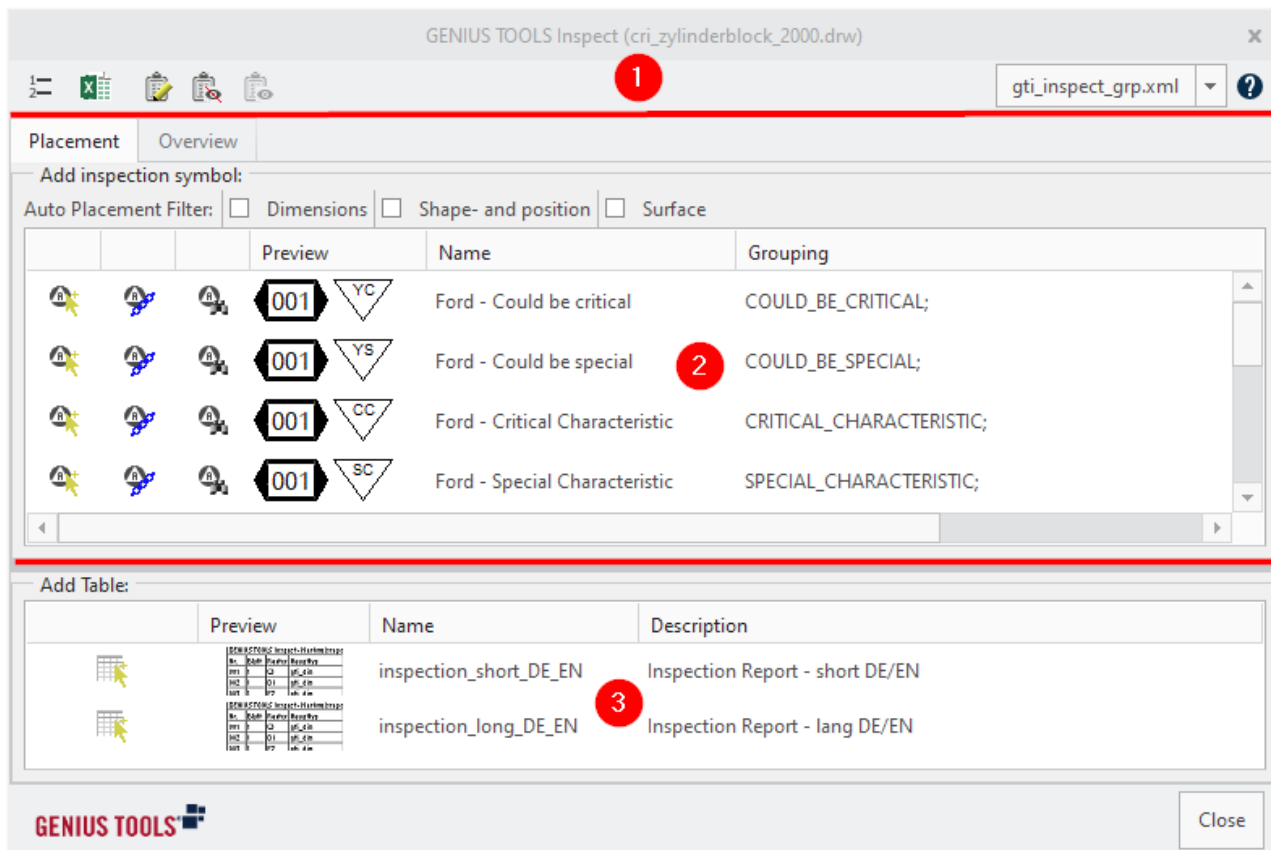 GENIUS TOOLS Inspect (cri_zylinderblock_2000.drw) x
1
1 2 gti_inspect_grp.xml ?
Placement Overview
Add inspection symbol:
Auto Placement Filter: Dimensions Shape- and position Surface
Preview Name Grouping
001 YC Ford - Could be critical COULD_BE_CRITICAL;
001 YS Ford - Could be special 2 COULD_BE_SPECIAL;
001 CC Ford - Critical Characteristic CRITICAL_CHARACTERISTIC;
001 SC Ford - Special Characteristic SPECIAL_CHARACTERISTIC;
Add Table:
Preview Name Description
inspection_short_DE_EN Inspection Report - short DE/EN
3
inspection_long_DE_EN Inspection Report - lang DE/EN
GENIUS TOOLS Close